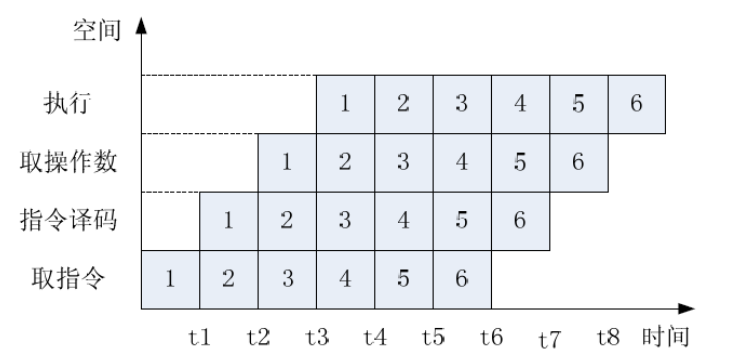 空间
执行 1 2 3 4 5 6
取操作数 1 2 3 4 5 6
指令译码 1 2 3 4 5 6
取指令 1 2 3 4 5 6
t1 t2 t3 t4 t5 t6 t7 t8 时间